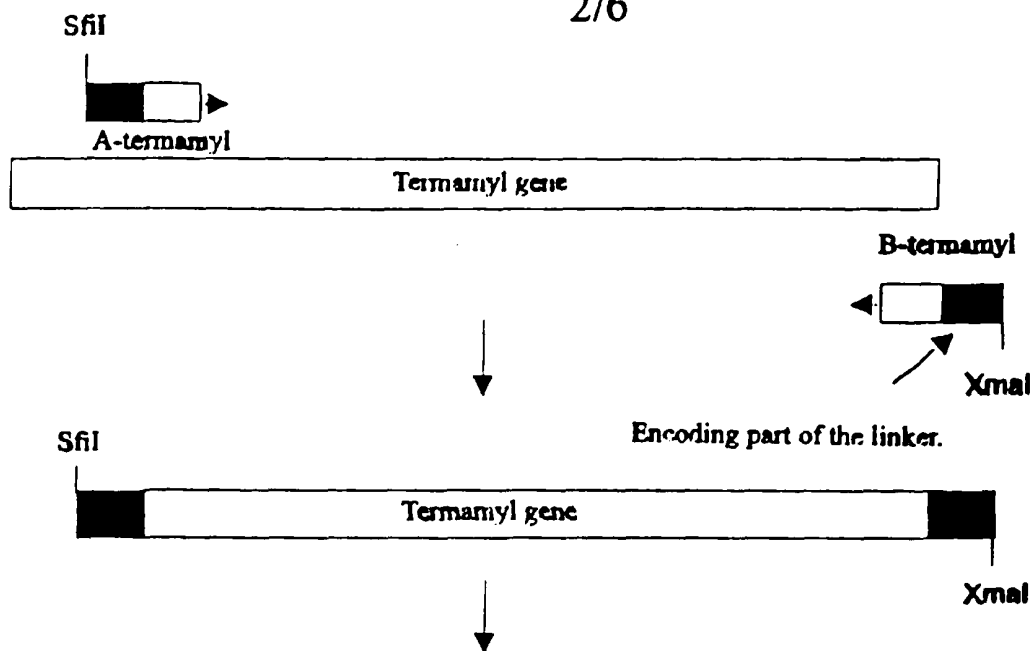 2/6
SfiI
A-termamyl
Termamyl gene
B-termamyl
XmaI
Encoding part of the linker.
SfiI
Termamyl gene
XmaI